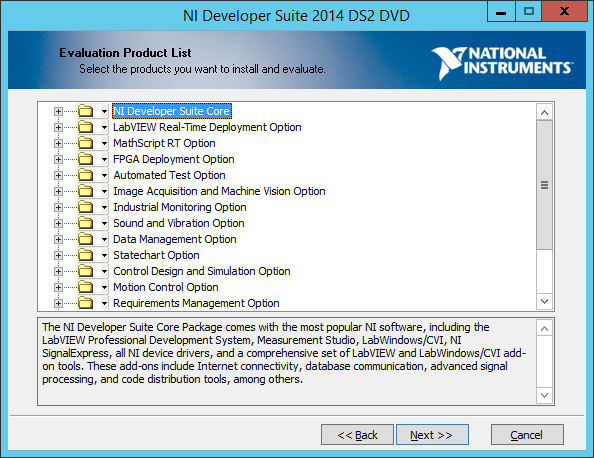 NI Developer Suite 2014 DS2 DVD
Evaluation Product List
Select the products you want to install and evaluate.
NATIONAL
INSTRUMENTS
NI Developer Suite Core
LabVIEW Real-Time Deployment Option
MathScript RT Option
FPGA Deployment Option
Automated Test Option
Image Acquisition and Machine Vision Option
Industrial Monitoring Option
Sound and Vibration Option
Data Management Option
Statechart Option
Control Design and Simulation Option
Motion Control Option
Requirements Management Option
The NI Developer Suite Core Package comes with the most popular NI software, including the
LabVIEW Professional Development System, Measurement Studio, LabWindows/CVI, NI
SignalExpress, all NI device drivers, and a comprehensive set of LabVIEW and LabWindows/CVI add-
on tools. These add-ons include Internet connectivity, database communication, advanced signal
processing, and code distribution tools, among others.
<< Back
Next >>
Cancel